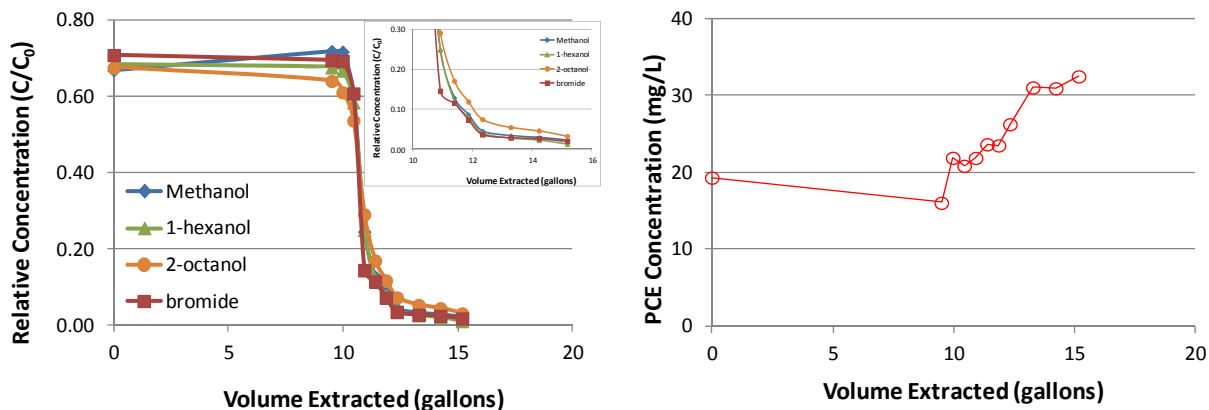 Relative Concentration (C/C₀)
0.80
0.60
0.40
0.20
0.00
0
5
10
15
20
Volume Extracted (gallons)
Methanol
1-hexanol
2-octanol
bromide
Relative Concentration (C/C₀)
0.30
0.20
0.10
0.00
10
12
14
16
Volume Extracted (gallons)
Methanol
1-hexanol
2-octanol
bromide
PCE Concentration (mg/L)
40
30
20
10
0
0
5
10
15
20
Volume Extracted (gallons)